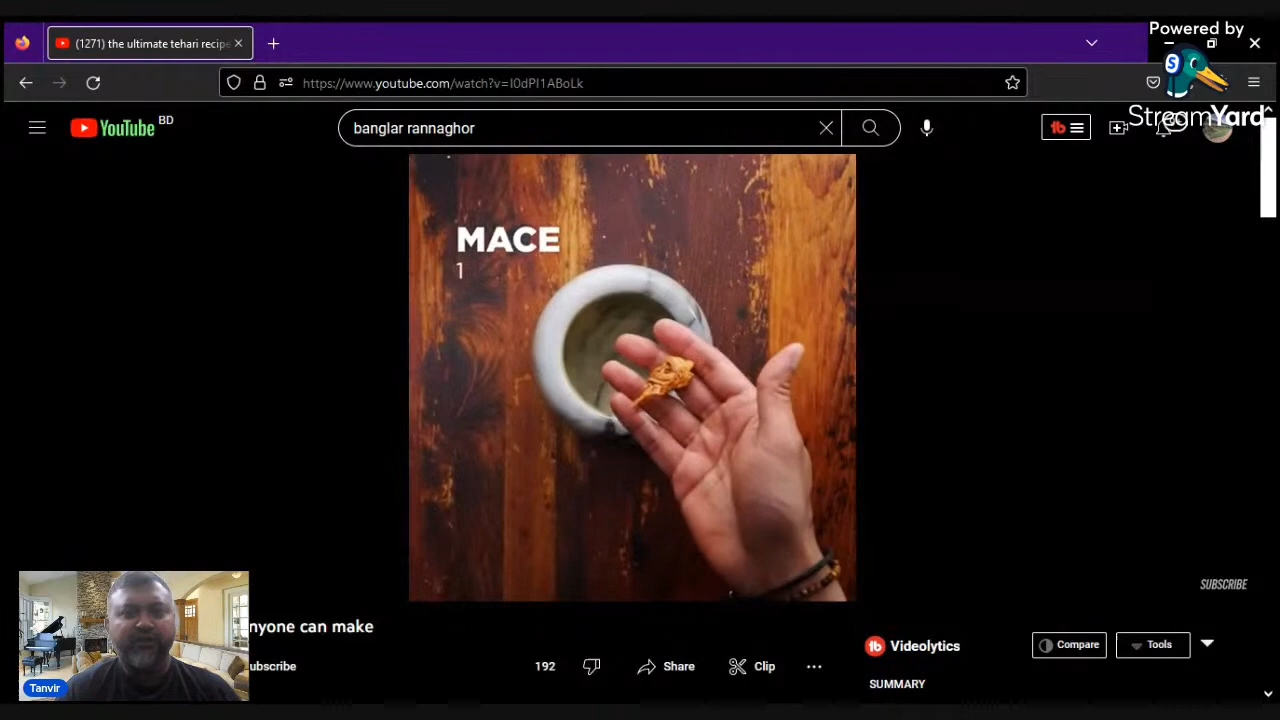 Powered by
StreamYard
(1271) the ultimate tehari recipe
https://www.youtube.com/watch?v=I0dPI1ABoLk
YouTube BD
banglar rannaghor
MACE
1
SUBSCRIBE
nyone can make
ubscribe
192
Share
Clip
Videolytics
Compare
Tools
SUMMARY
Tanvir